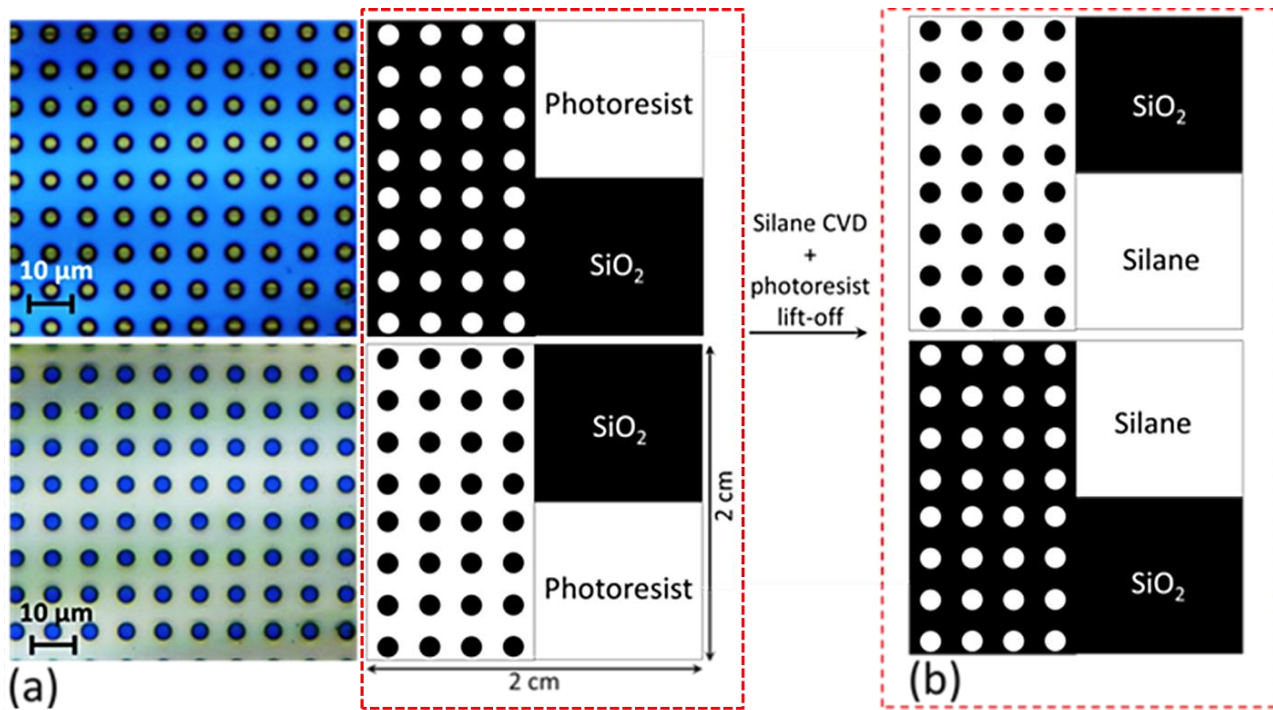 10 μm
10 μm
(a)
Photoresist
SiO₂
SiO₂
Photoresist
2 cm
2 cm
Silane CVD
+
photoresist
lift-off
SiO₂
Silane
Silane
SiO₂
(b)